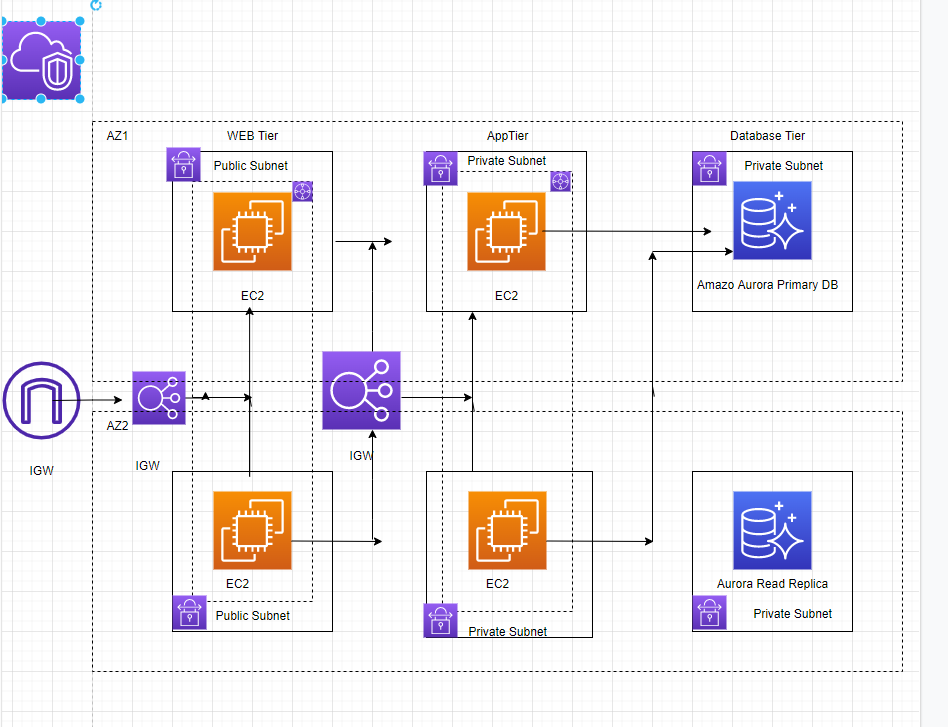 AZ1
WEB Tier
AppTier
Database Tier
Public Subnet
Private Subnet
Private Subnet
EC2
EC2
Amazo Aurora Primary DB
AZ2
IGW
IGW
IGW
EC2
EC2
Aurora Read Replica
Public Subnet
Private Subnet
Private Subnet